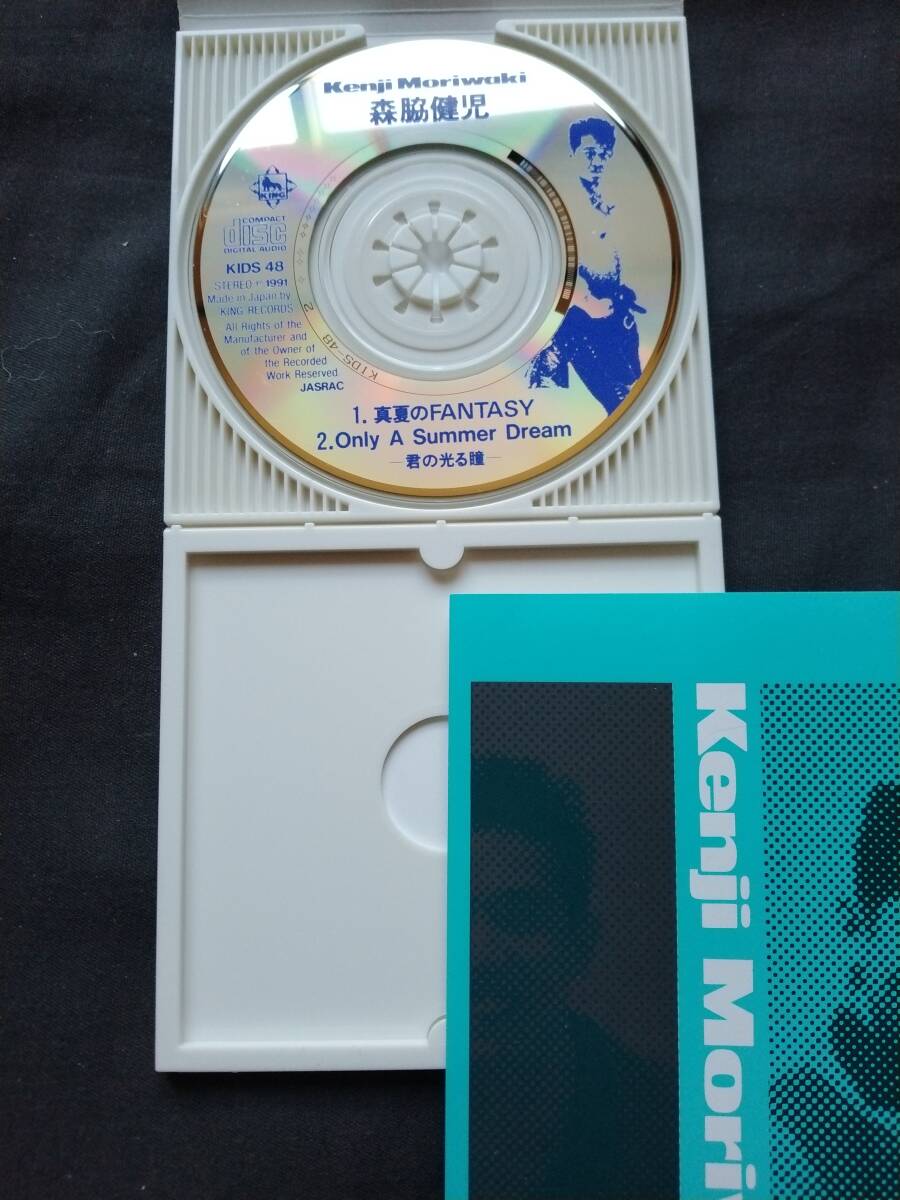 Kenji Moriwaki
森脇健児
KING
COMPACT
disc
DIGITAL AUDIO
KIDS 48
STEREO Ⓟ1991
Made in Japan by
KING RECORDS
All Rights of the
Manufacturer and
of the Owner of
the Recorded
Work Reserved.
JASRAC
KIDS-48
2
1. 真夏のFANTASY
2.Only A Summer Dream
─君の光る瞳─
Kenji Mori